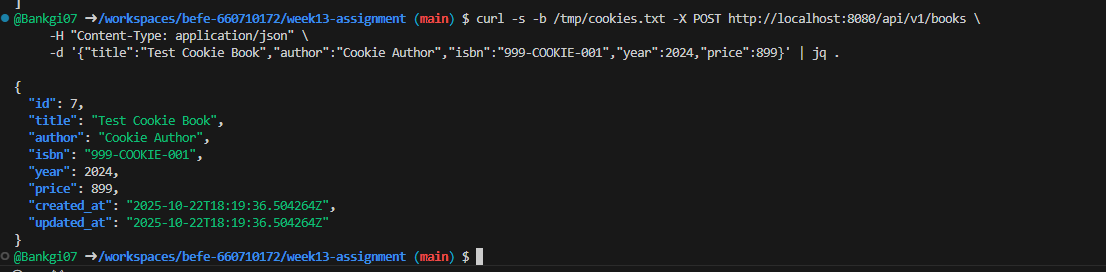 ]
@Bankgi07 ➜/workspaces/befe-660710172/week13-assignment (main) $ curl -s -b /tmp/cookies.txt -X POST http://localhost:8080/api/v1/books \
-H "Content-Type: application/json" \
-d '{"title":"Test Cookie Book","author":"Cookie Author","isbn":"999-COOKIE-001","year":2024,"price":899}' | jq .
{
"id": 7,
"title": "Test Cookie Book",
"author": "Cookie Author",
"isbn": "999-COOKIE-001",
"year": 2024,
"price": 899,
"created_at": "2025-10-22T18:19:36.504264Z",
"updated_at": "2025-10-22T18:19:36.504264Z"
}
@Bankgi07 ➜/workspaces/befe-660710172/week13-assignment (main) $